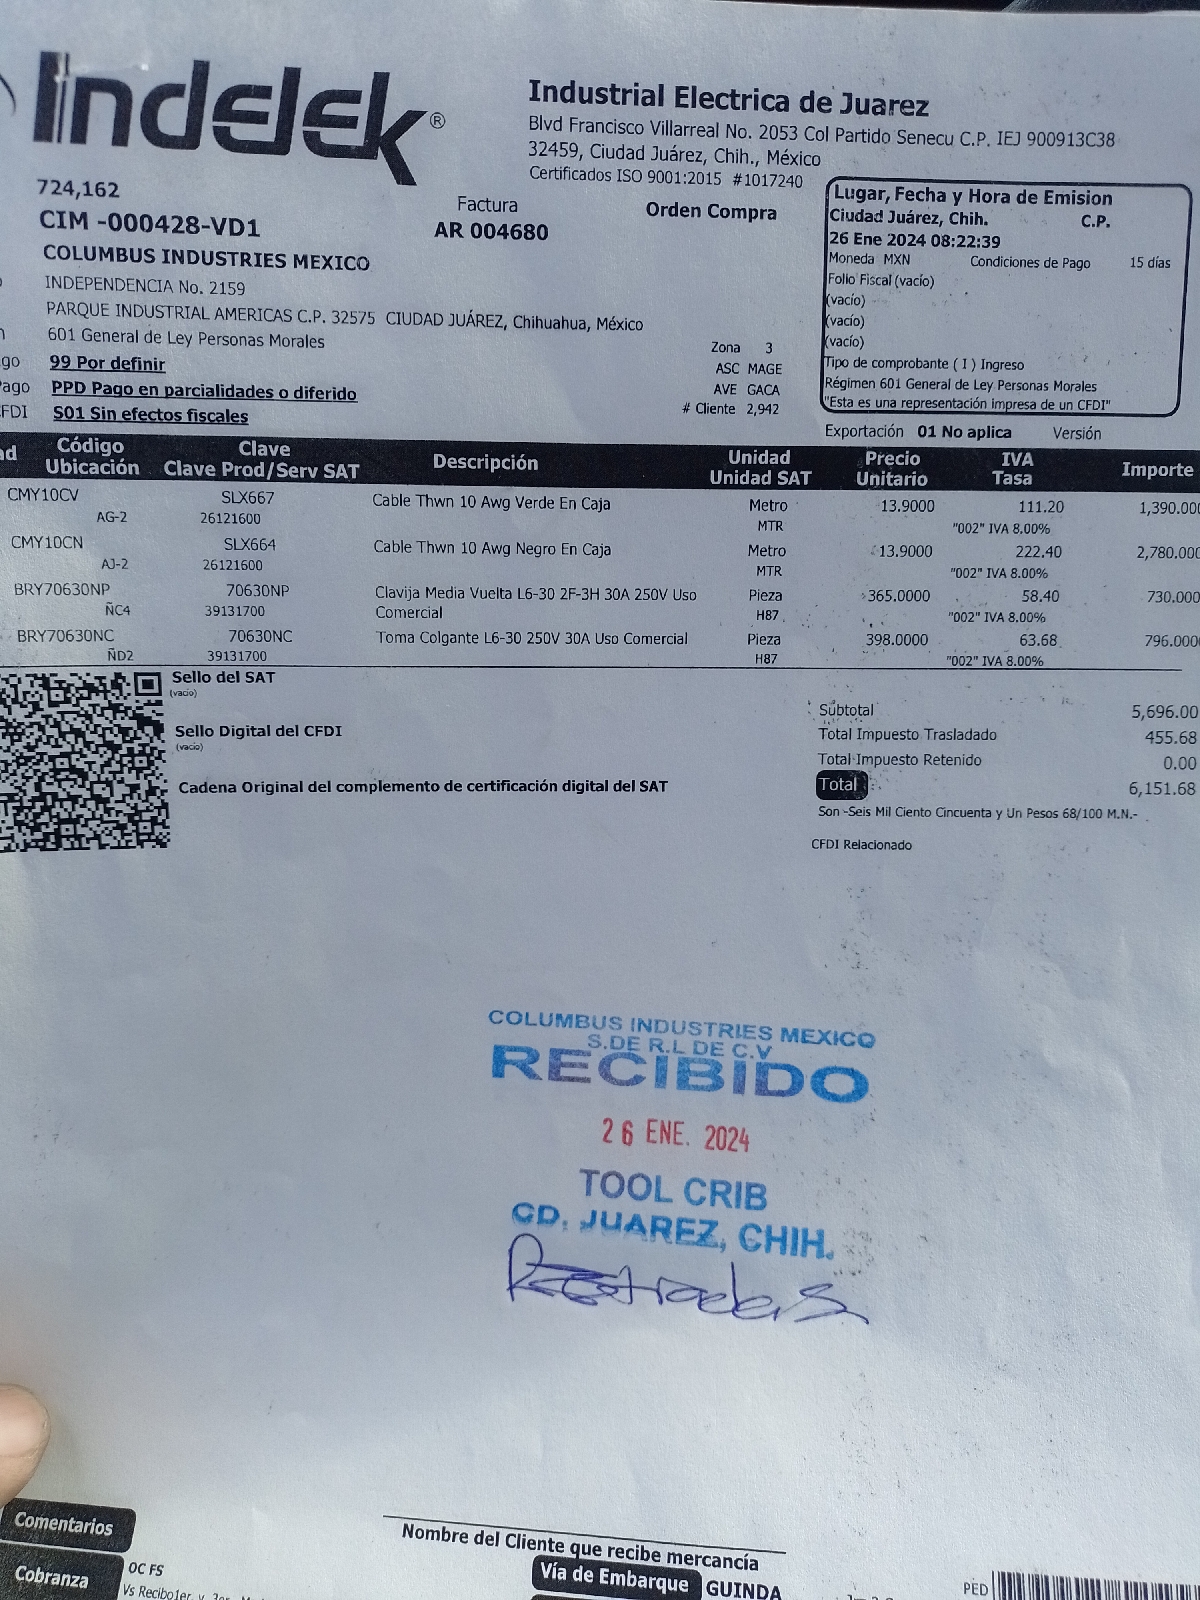 Indelek®
Industrial Electrica de Juarez
Blvd Francisco Villarreal No. 2053 Col Partido Senecu C.P. IEJ 900913C38
32459, Ciudad Juárez, Chih., México
Certificados ISO 9001:2015 #1017240
724,162
CIM -000428-VD1
Factura
AR 004680
Orden Compra
COLUMBUS INDUSTRIES MEXICO
INDEPENDENCIA No. 2159
PARQUE INDUSTRIAL AMERICAS C.P. 32575 CIUDAD JUÁREZ, Chihuahua, México
601 General de Ley Personas Morales
go 99 Por definir
Pago PPD Pago en parcialidades o diferido
CFDI S01 Sin efectos fiscales
Zona 3
ASC MAGE
AVE GACA
# Cliente 2,942
Lugar, Fecha y Hora de Emision
Ciudad Juárez, Chih. C.P.
26 Ene 2024 08:22:39
Moneda MXN Condiciones de Pago 15 días
Folio Fiscal (vacío)
(vacío)
(vacío)
(vacío)
Tipo de comprobante ( I ) Ingreso
Régimen 601 General de Ley Personas Morales
"Esta es una representación impresa de un CFDI"
Exportación 01 No aplica Versión
ad Código Clave Descripción Unidad Precio IVA Importe
Ubicación Clave Prod/Serv SAT Unidad SAT Unitario Tasa
CMY10CV SLX667 Cable Thwn 10 Awg Verde En Caja Metro 13.9000 111.20 1,390.000
AG-2 26121600 MTR "002" IVA 8.00%
CMY10CN SLX664 Cable Thwn 10 Awg Negro En Caja Metro 13.9000 222.40 2,780.000
AJ-2 26121600 MTR "002" IVA 8.00%
BRY70630NP 70630NP Clavija Media Vuelta L6-30 2F-3H 30A 250V Uso Pieza 365.0000 58.40 730.000
ÑC4 39131700 Comercial H87 "002" IVA 8.00%
BRY70630NC 70630NC Toma Colgante L6-30 250V 30A Uso Comercial Pieza 398.0000 63.68 796.000
ÑD2 39131700 H87 "002" IVA 8.00%
Sello del SAT
(vacio)
Sello Digital del CFDI
(vacio)
Cadena Original del complemento de certificación digital del SAT
Subtotal 5,696.00
Total Impuesto Trasladado 455.68
Total Impuesto Retenido 0.00
Total 6,151.68
Son -Seis Mil Ciento Cincuenta y Un Pesos 68/100 M.N.-
CFDI Relacionado
COLUMBUS INDUSTRIES MEXICO
S.DE R.L DE C.V
RECIBIDO
26 ENE. 2024
TOOL CRIB
CD. JUAREZ, CHIH.
Nombre del Cliente que recibe mercancía
Comentarios
Vía de Embarque GUINDA
Cobranza OC FS
PED